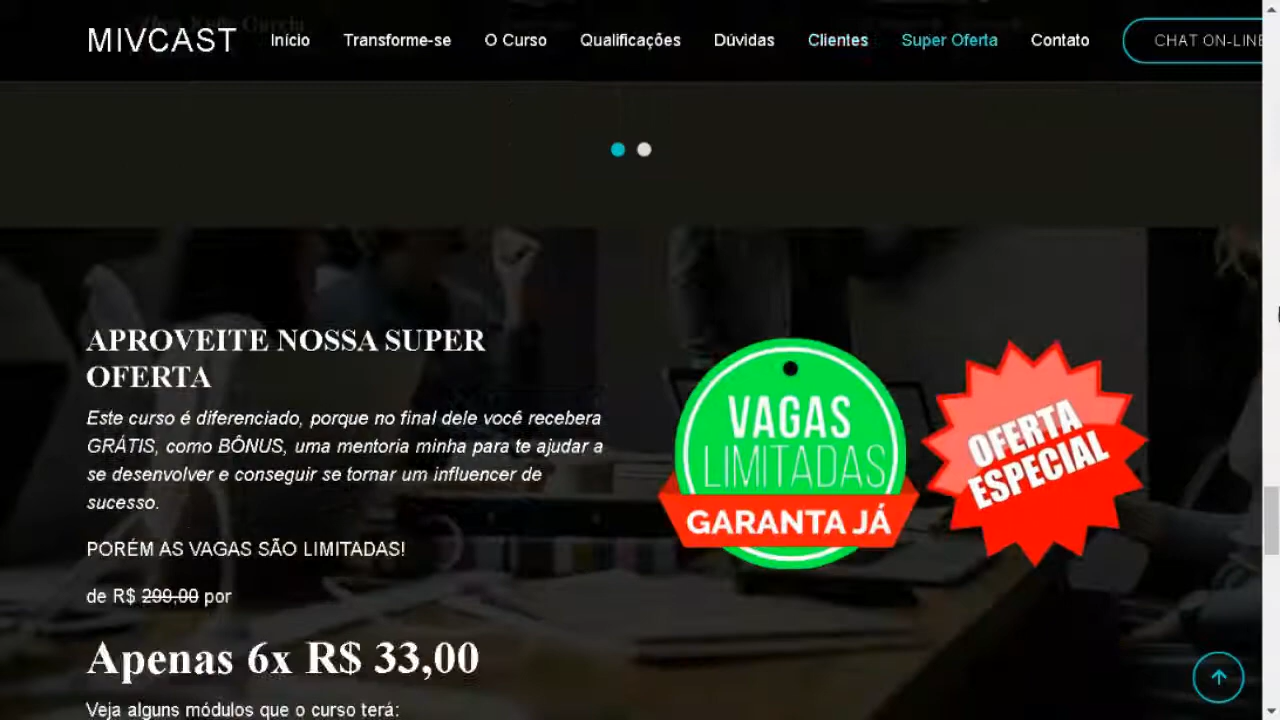 MIVCAST
Início
Transforme-se
O Curso
Qualificações
Dúvidas
Clientes
Super Oferta
Contato
CHAT ON-LINE
APROVEITE NOSSA SUPER
OFERTA
Este curso é diferenciado, porque no final dele você recebera
GRÁTIS, como BÔNUS, uma mentoria minha para te ajudar a
se desenvolver e conseguir se tornar um influencer de
sucesso.
PORÉM AS VAGAS SÃO LIMITADAS!
de R$ 299,00 por
Apenas 6x R$ 33,00
Veja alguns módulos que o curso terá:
VAGAS
LIMITADAS
GARANTA JÁ
OFERTA
ESPECIAL